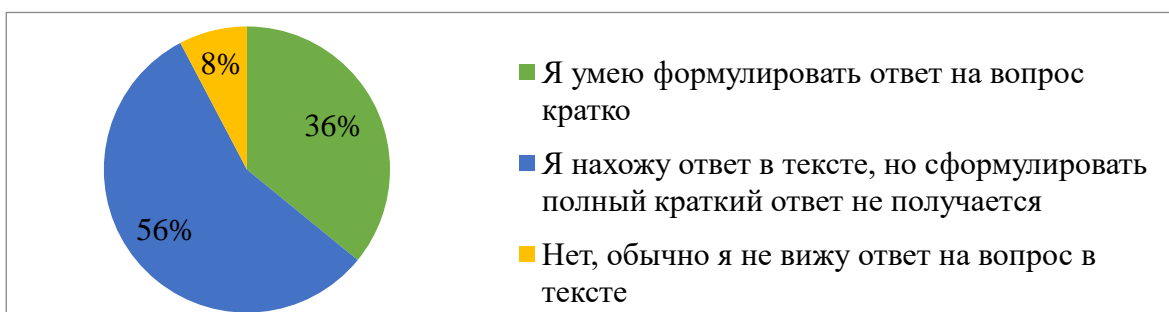 8%
36%
56%
Я умею формулировать ответ на вопрос
кратко
Я нахожу ответ в тексте, но сформулировать
полный краткий ответ не получается
Нет, обычно я не вижу ответ на вопрос в
тексте